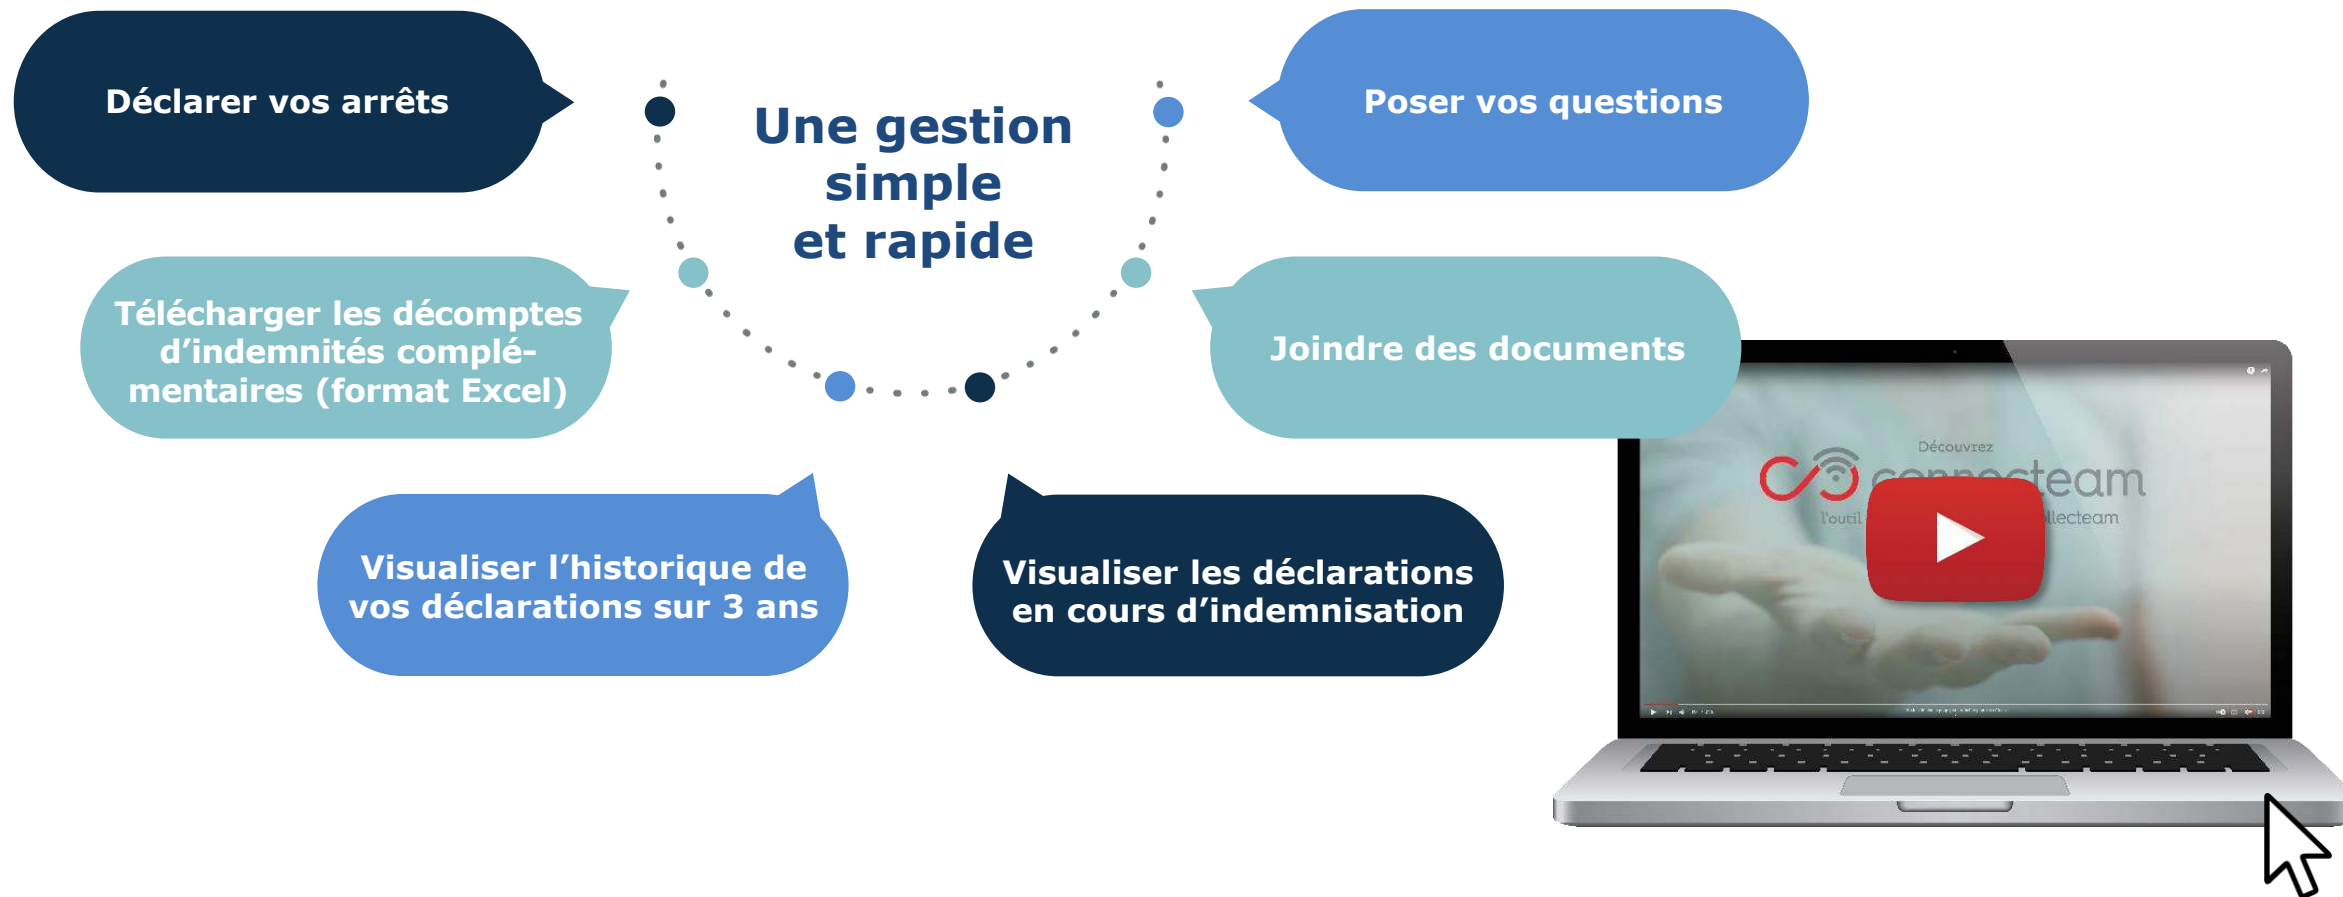 Déclarer vos arrêts
Une gestion
simple
et rapide
Poser vos questions
Télécharger les décomptes
d’indemnités complé-
mentaires (format Excel)
Joindre des documents
Visualiser l’historique de
vos déclarations sur 3 ans
Visualiser les déclarations
en cours d’indemnisation
Découvrez
connecteam
l'outil